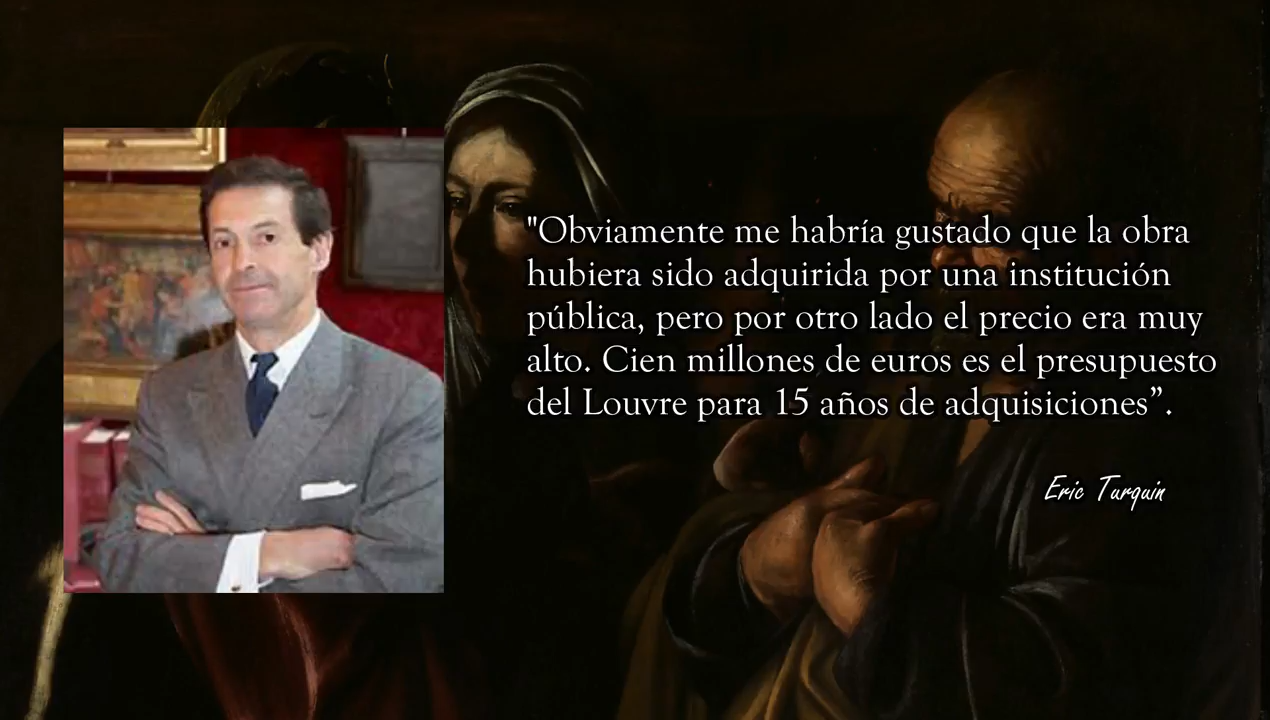 "Obviamente me habría gustado que la obra
hubiera sido adquirida por una institución
pública, pero por otro lado el precio era muy
alto. Cien millones de euros es el presupuesto
del Louvre para 15 años de adquisiciones”.
Eric Turquin